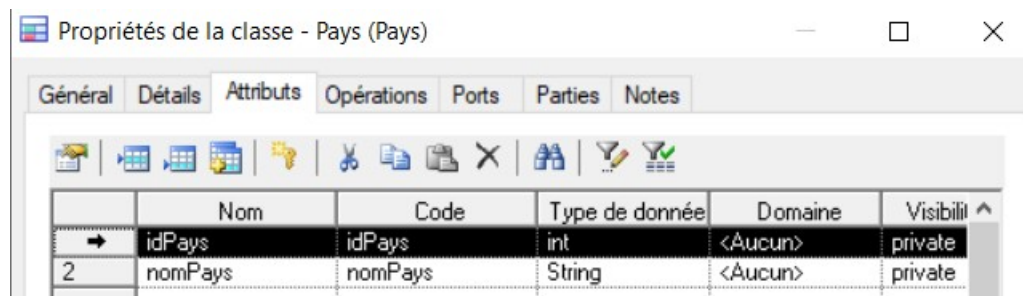 Propriétés de la classe - Pays (Pays)
Général Détails Attributs Opérations Ports Parties Notes
Nom Code Type de donnée Domaine Visibilit
idPays idPays int <Aucun> private
2 nomPays nomPays String <Aucun> private